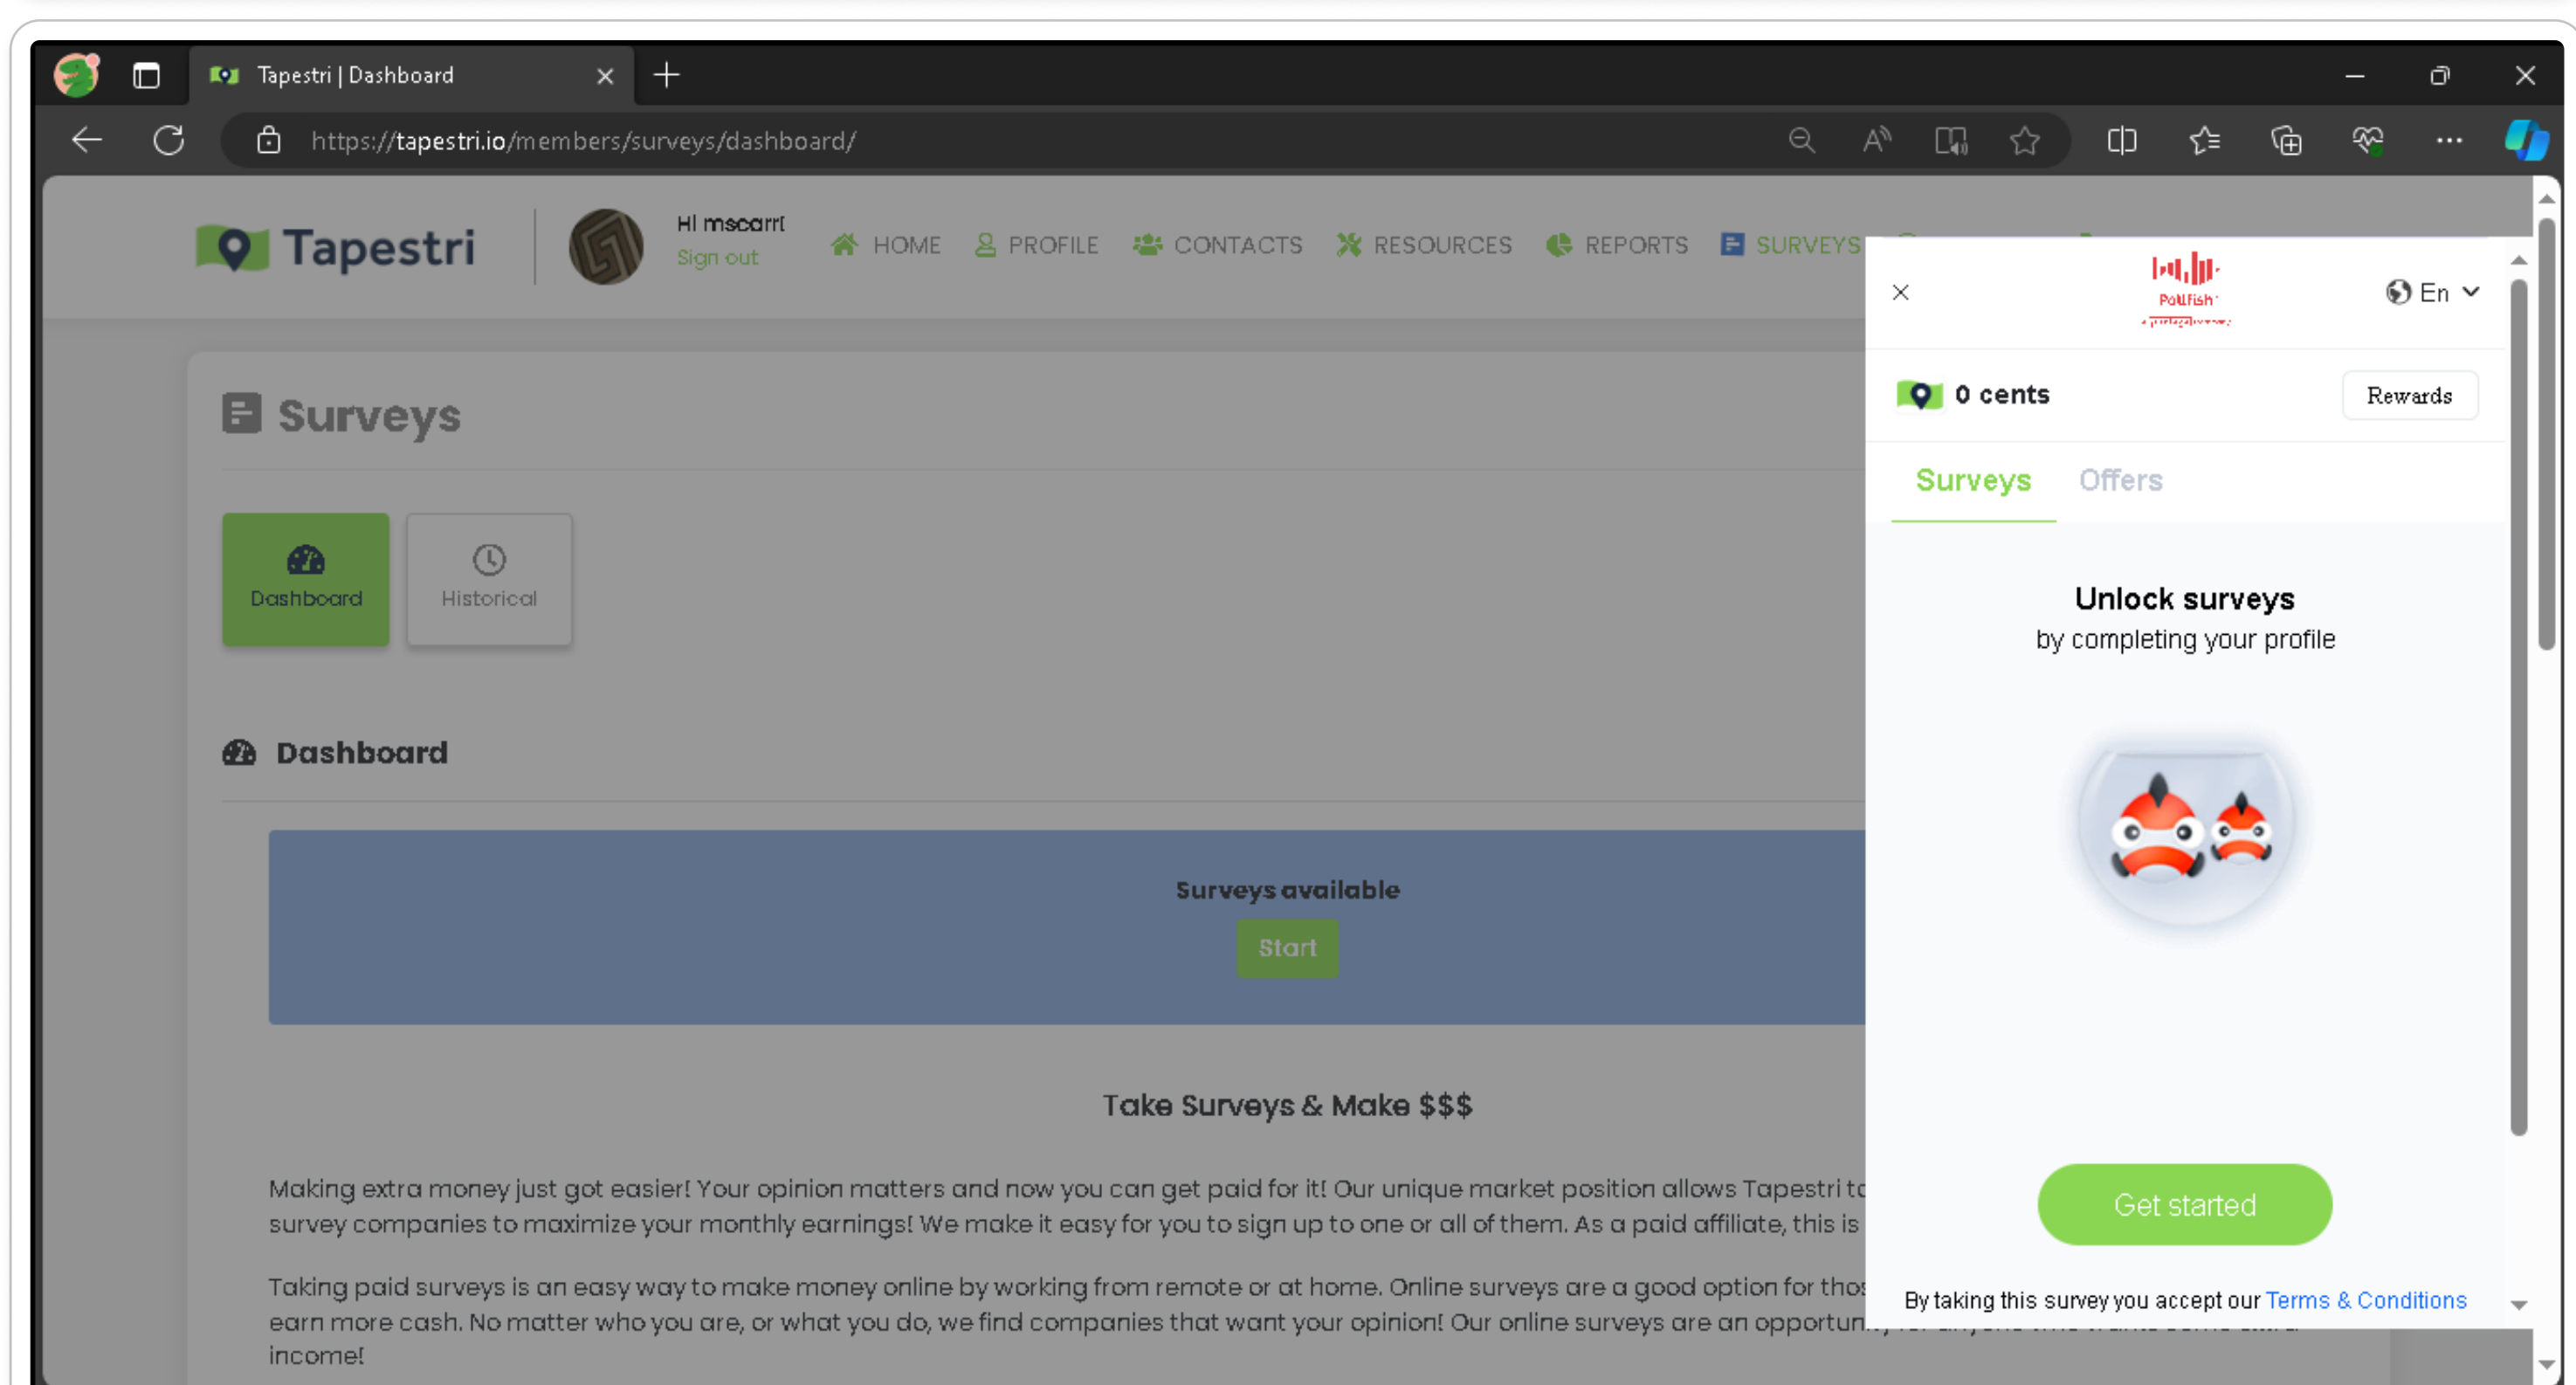 Tapestri | Dashboard
https://tapestri.io/members/surveys/dashboard/
Tapestri
Hi mscarr!
Sign out
HOME
PROFILE
CONTACTS
RESOURCES
REPORTS
SURVEYS
Surveys
Dashboard
Historical
Dashboard
Surveys available
Start
Take Surveys & Make $$$
Making extra money just got easier! Your opinion matters and now you can get paid for it! Our unique market position allows Tapestri
survey companies to maximize your monthly earnings! We make it easy for you to sign up to one or all of them. As a paid affiliate, this is
Taking paid surveys is an easy way to make money online by working from remote or at home. Online surveys are a good option for
earn more cash. No matter who you are, or what you do, we find companies that want your opinion! Our online surveys are an
income!
Pollfish
En
0 cents
Rewards
Surveys
Offers
Unlock surveys
by completing your profile
Get started
By taking this survey you accept our Terms & Conditions